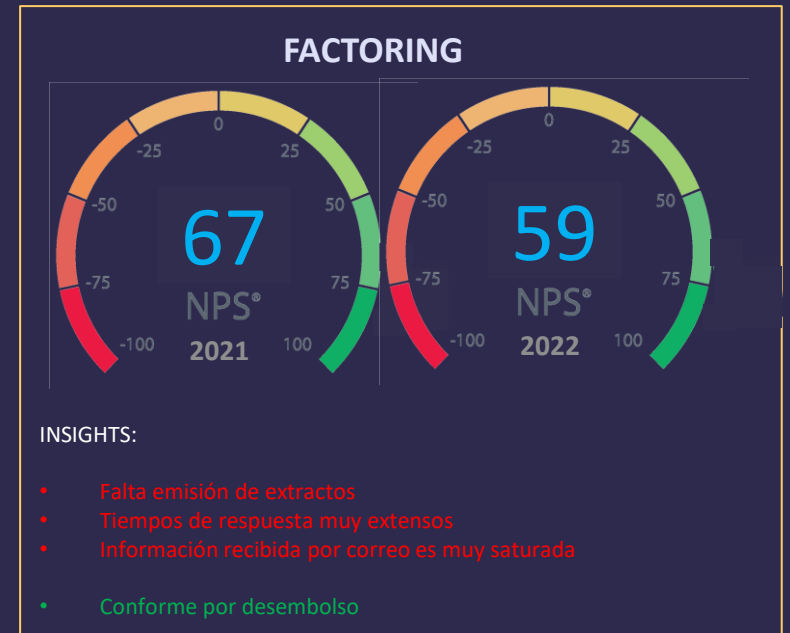 FACTORING
0
-25 25
-50 50
67
-75 75
NPS®
-100 100
2021
0
-25 25
-50 50
59
-75 75
NPS®
-100 100
2022
INSIGHTS:
• Falta emisión de extractos
• Tiempos de respuesta muy extensos
• Información recibida por correo es muy saturada
• Conforme por desembolso